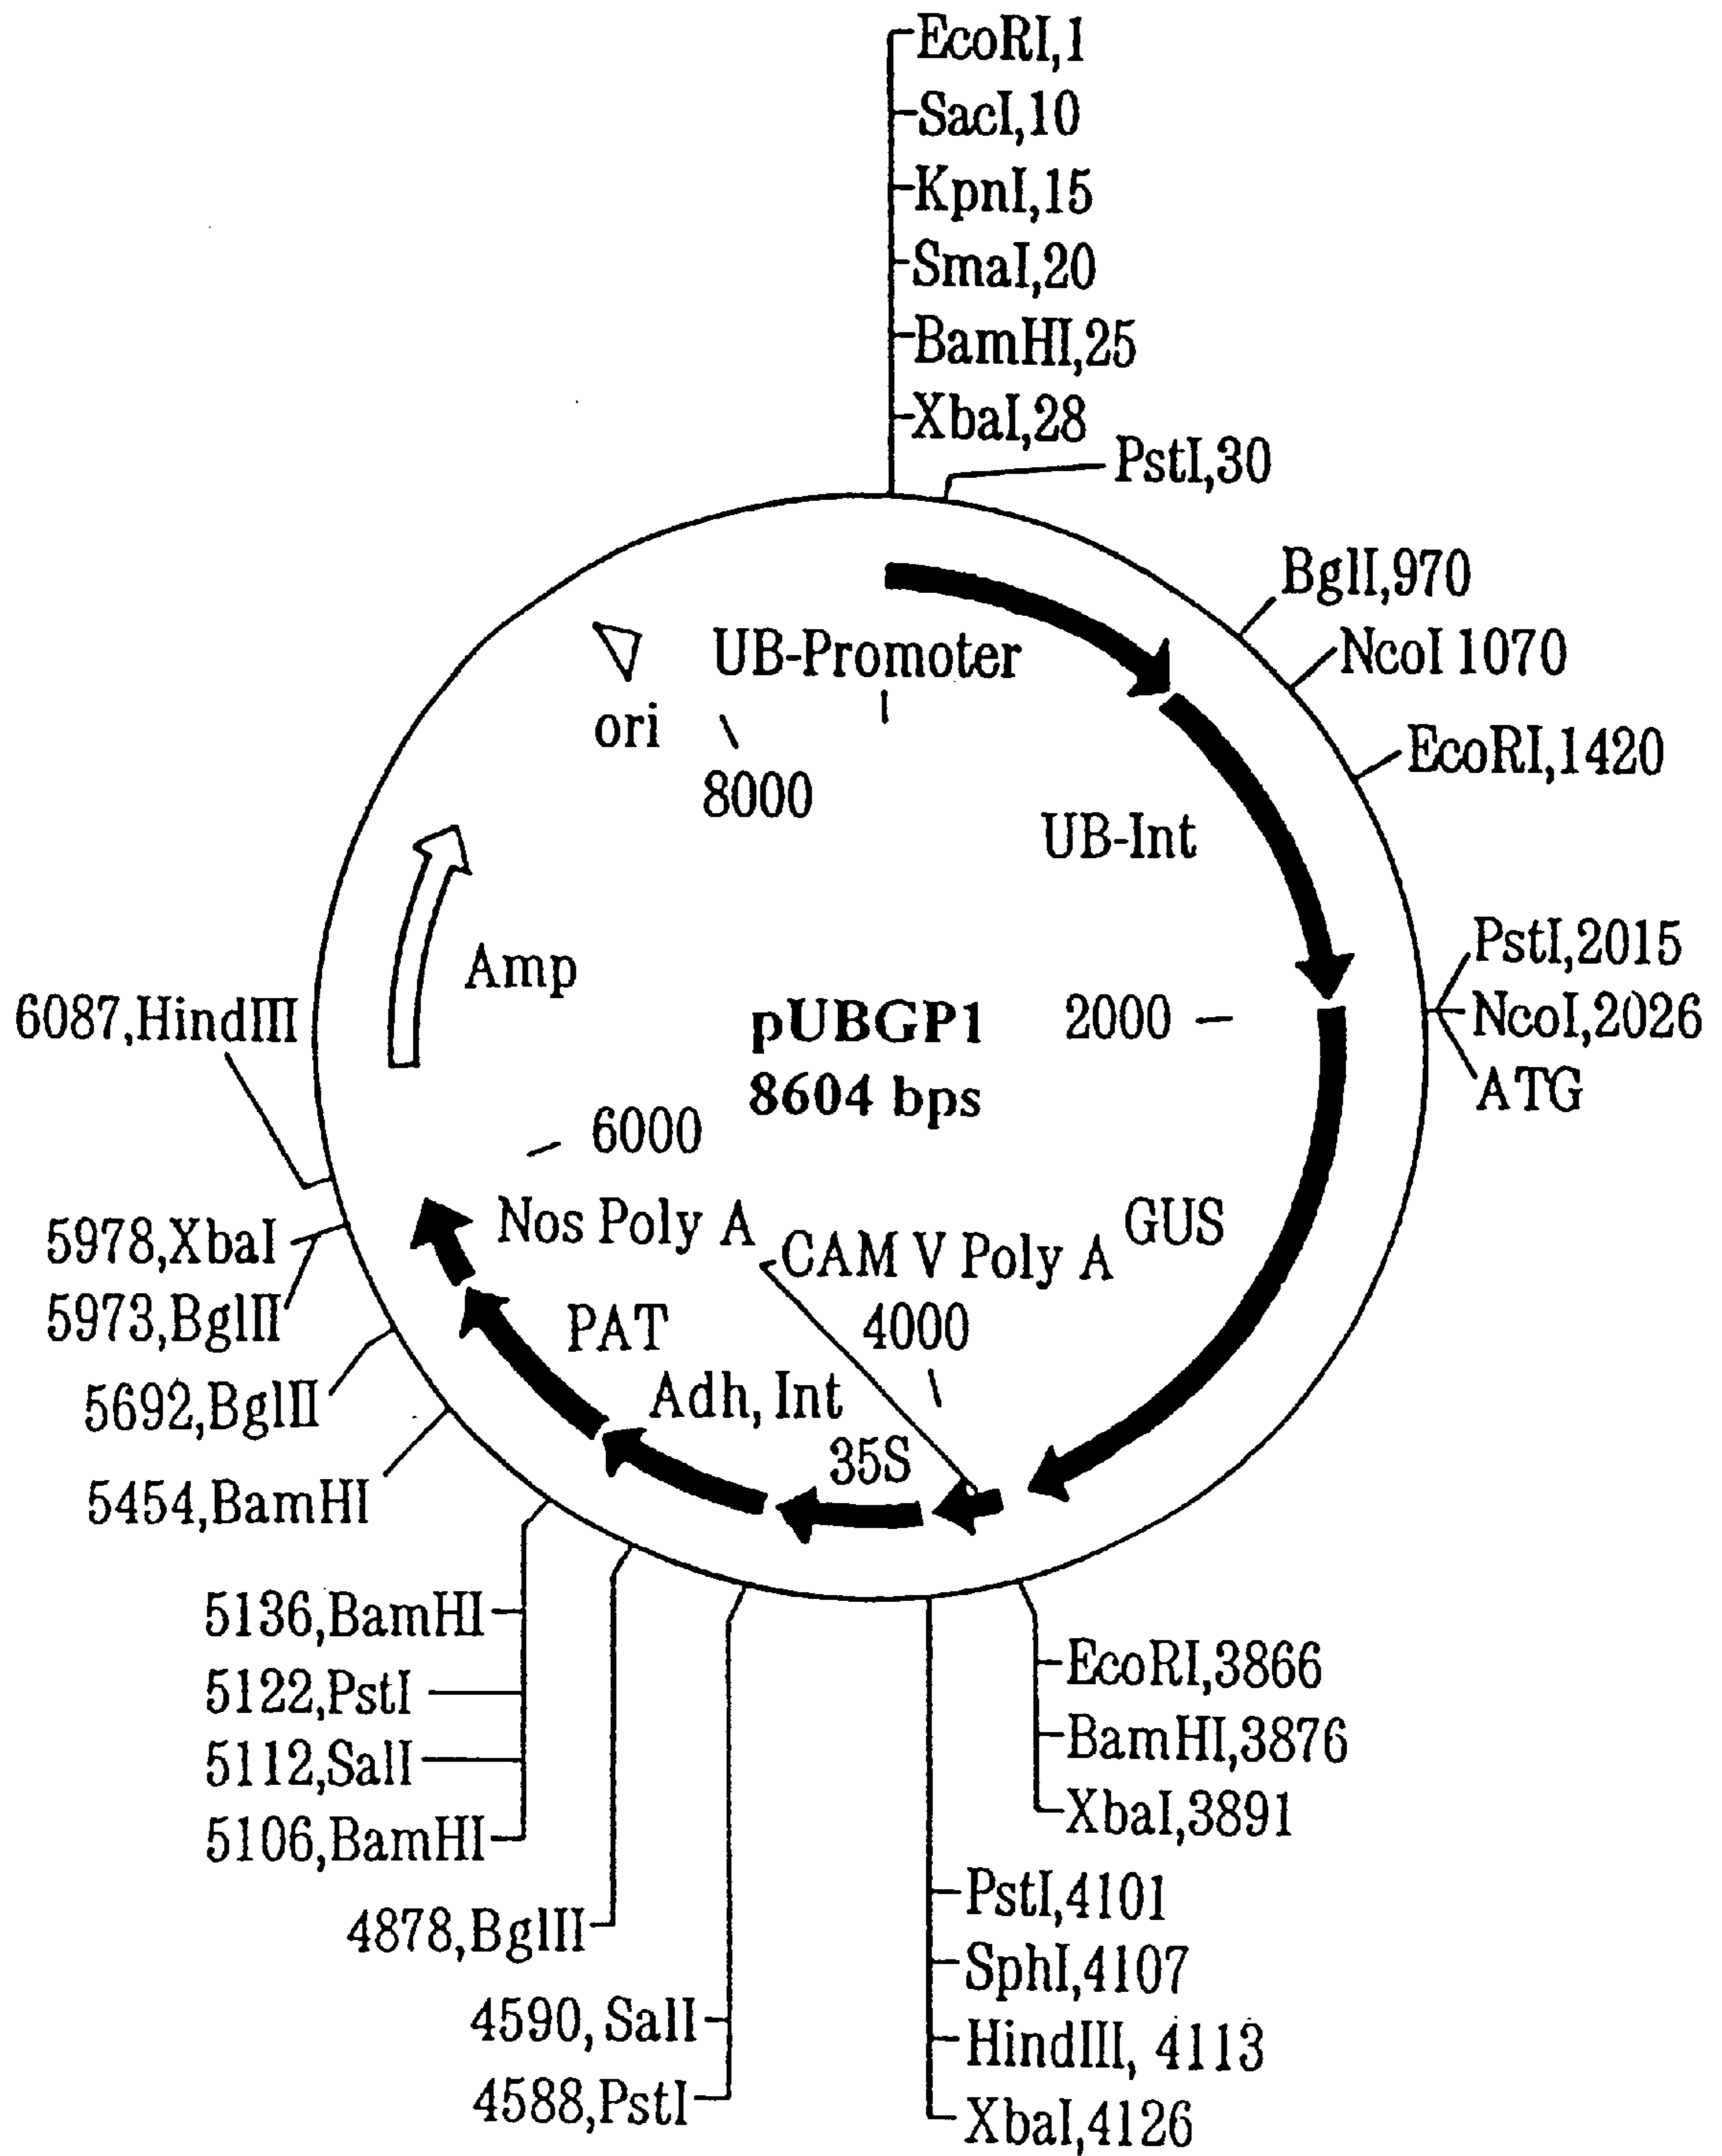 EcoRI,1
SacI,10
KpnI,15
SmaI,20
BamHI,25
XbaI,28
PstI,30
BglI,970
NcoI 1070
EcoRI,1420
PstI,2015
NcoI,2026
ATG
UB-Promoter
ori
8000
UB-Int
Amp
pUBGP1
8604 bps
2000
6000
Nos Poly A
CAM V Poly A
GUS
4000
PAT
Adh, Int
35S
6087,HindIII
5978,XbaI
5973,BglII
5692,BglII
5454,BamHI
5136,BamHI
5122,PstI
5112,SalI
5106,BamHI
4878,BglII
4590, SalI
4588,PstI
EcoRI,3866
BamHI,3876
XbaI,3891
PstI,4101
SphI,4107
HindIII, 4113
XbaI,4126